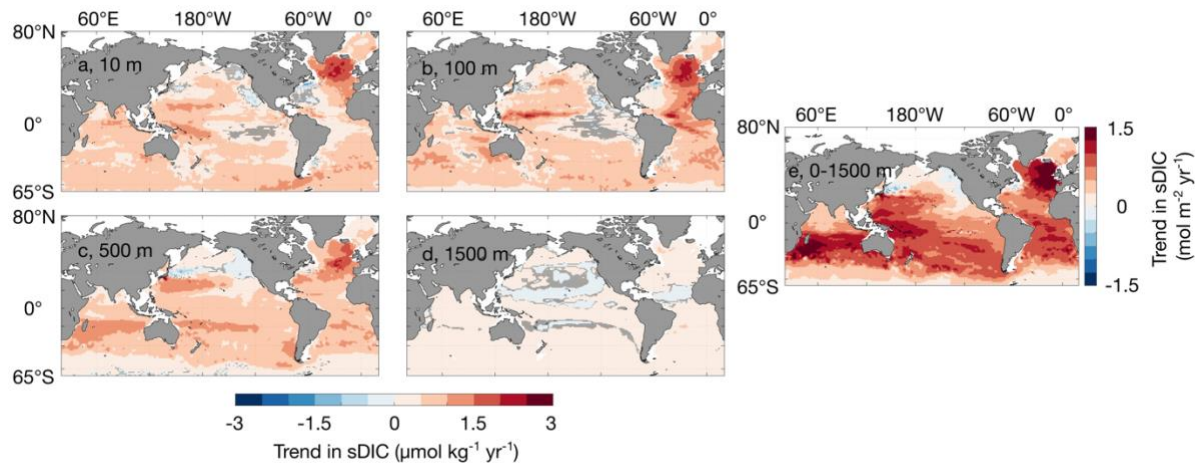 60°E 180°W 60°W 0° 60°E 180°W 60°W 0°
80°N
a, 10 m b, 100 m
0°
65°S
60°E 180°W 60°W 0°
80°N 1.5
e, 0-1500 m
0° 0
65°S -1.5
Trend in sDIC
(mol m⁻² yr⁻¹)
80°N
c, 500 m d, 1500 m
0°
65°S
-3 -1.5 0 1.5 3
Trend in sDIC (µmol kg⁻¹ yr⁻¹)